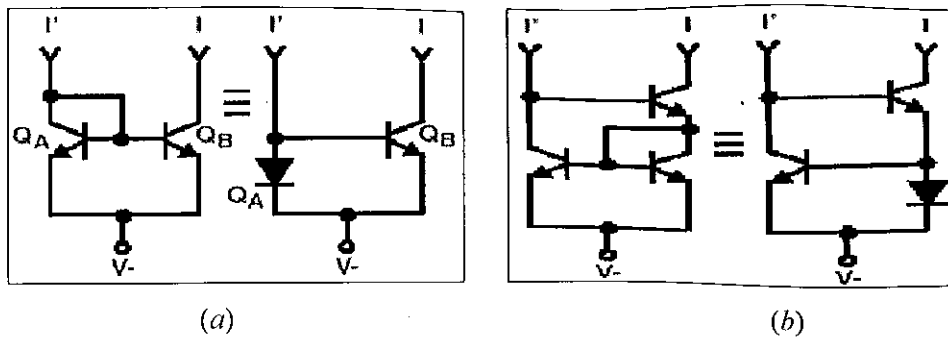 I' I I' I
QA QB QB
QA
V- V-
(a)
I' I I' I
V- V-
(b)